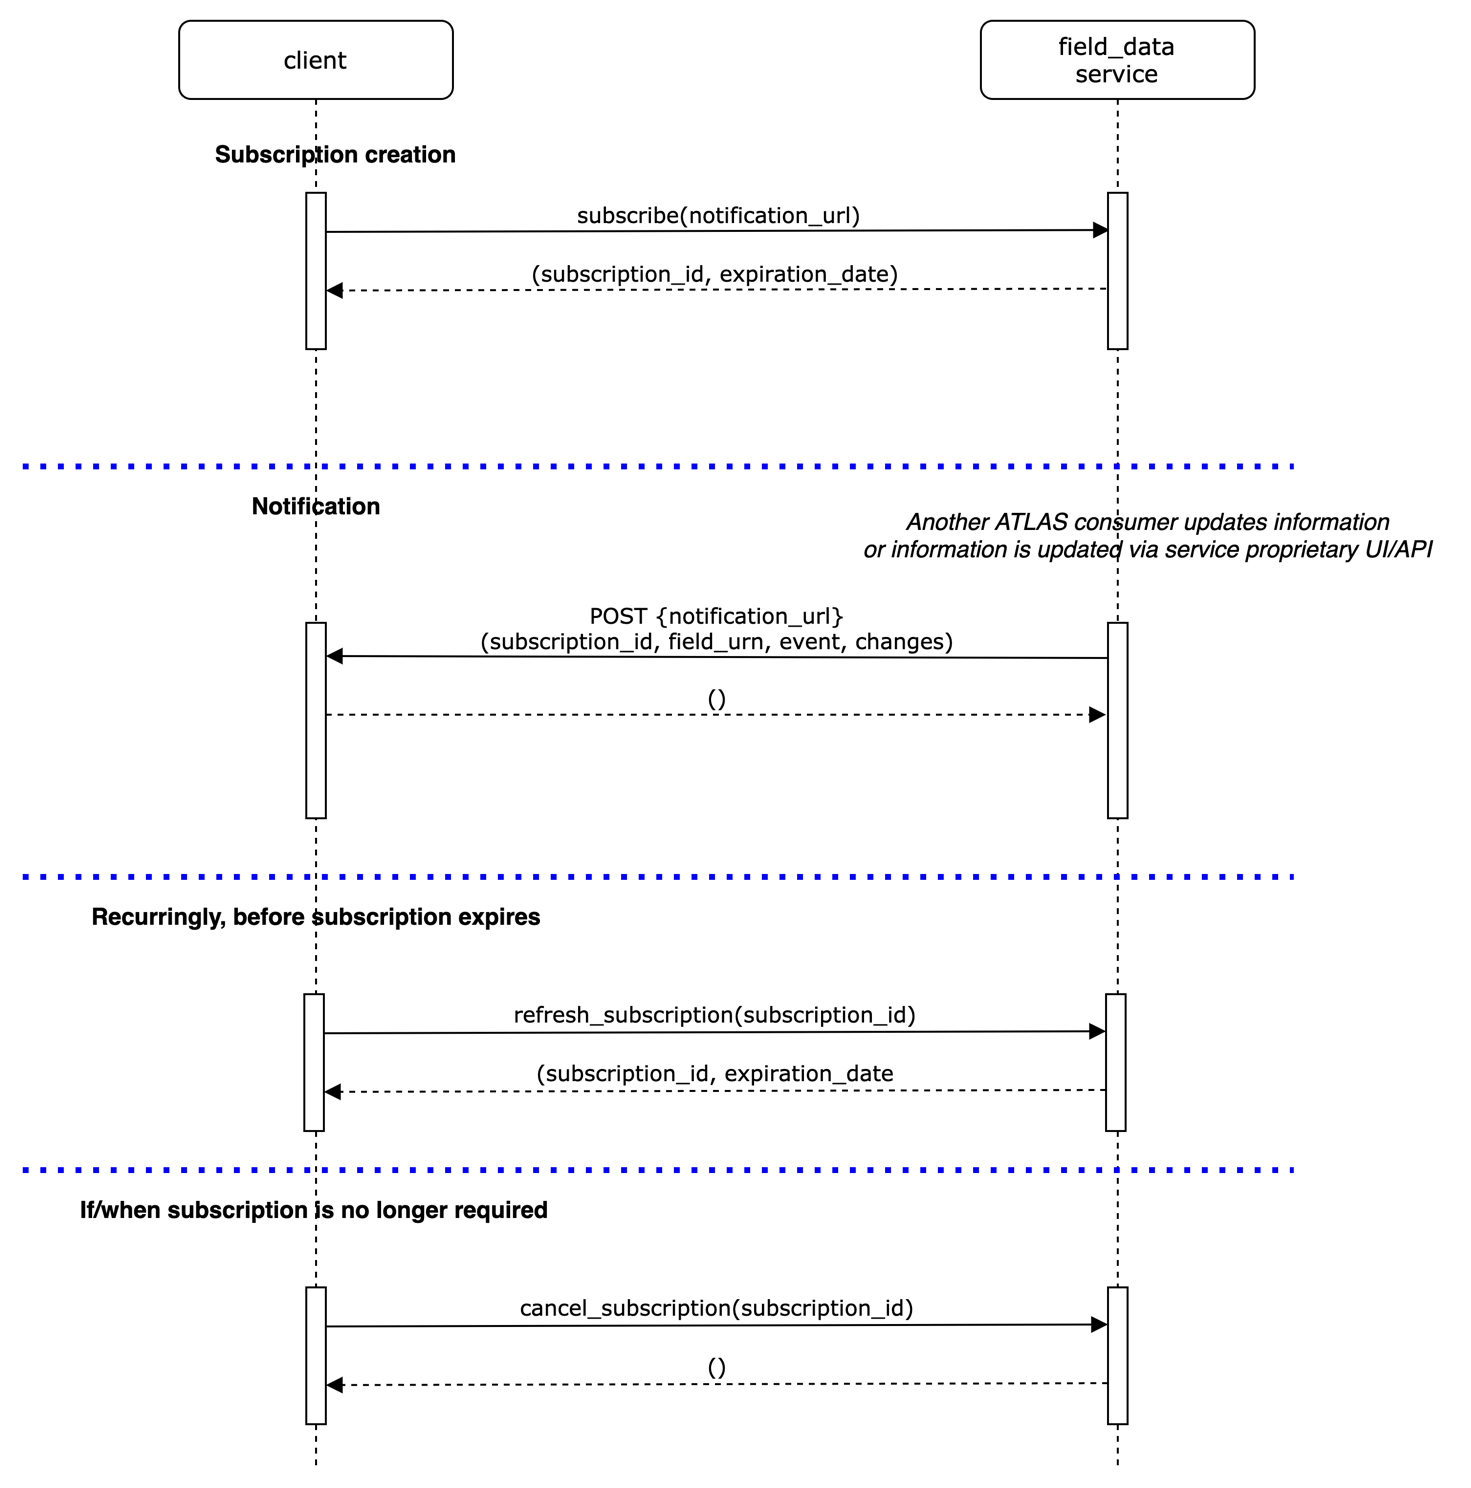 client
field_data
service
Subscription creation
subscribe(notification_url)
(subscription_id, expiration_date)
Notification
Another ATLAS consumer updates information
or information is updated via service proprietary UI/API
POST {notification_url}
(subscription_id, field_urn, event, changes)
()
Recurringly, before subscription expires
refresh_subscription(subscription_id)
(subscription_id, expiration_date
If/when subscription is no longer required
cancel_subscription(subscription_id)
()